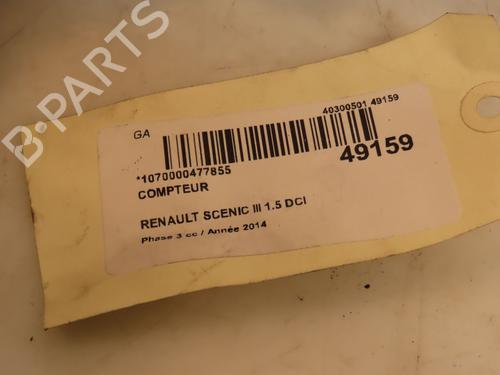 B-PARTS
GA
40300501 49159
*1070000477855
49159
COMPTEUR
RENAULT SCENIC III 1.5 DCI
Phase 3 cc / Année 2014